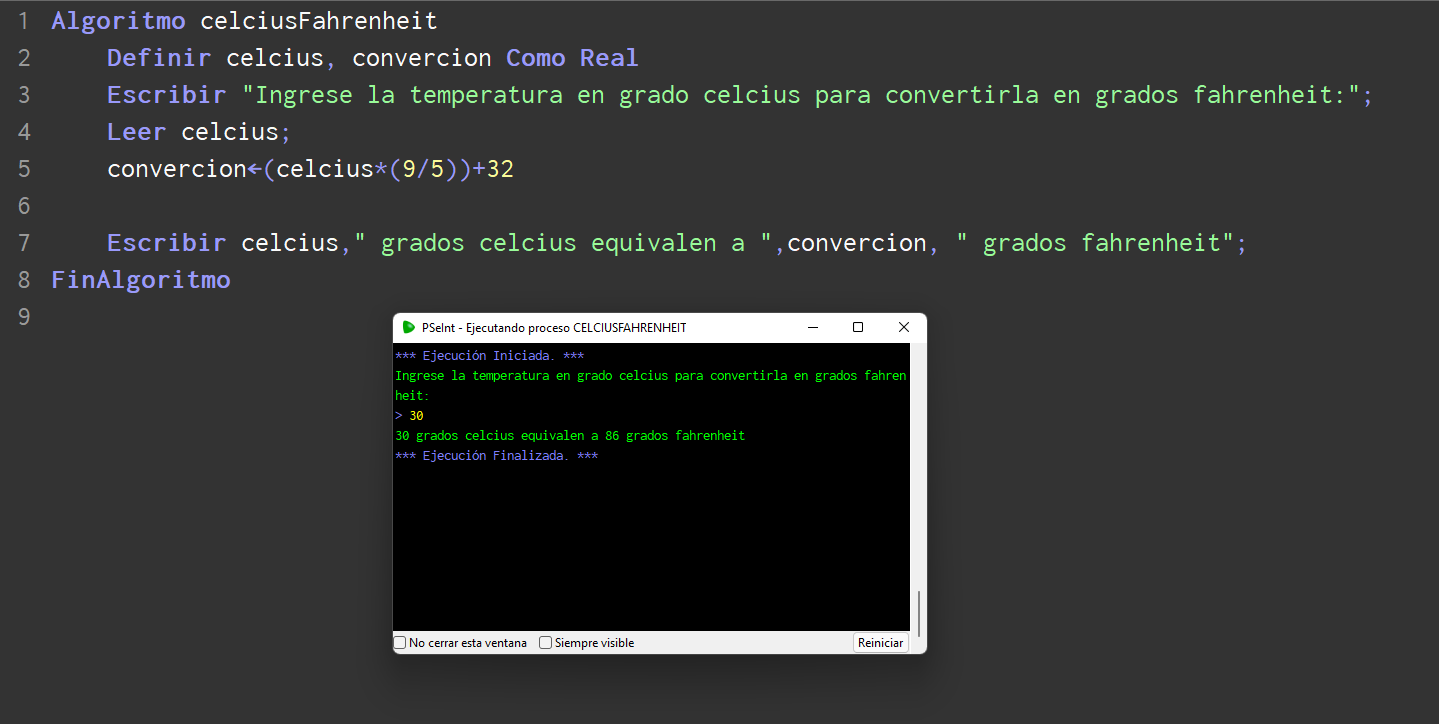 1 Algoritmo celciusFahrenheit
2 Definir celcius, convercion Como Real
3 Escribir "Ingrese la temperatura en grado celcius para convertirla en grados fahrenheit:";
4 Leer celcius;
5 convercion←(celcius*(9/5))+32
6
7 Escribir celcius," grados celcius equivalen a ",convercion, " grados fahrenheit";
8 FinAlgoritmo
9
PSeInt - Ejecutando proceso CELCIUSFAHRENHEIT
*** Ejecución Iniciada. ***
Ingrese la temperatura en grado celcius para convertirla en grados fahren
heit:
> 30
30 grados celcius equivalen a 86 grados fahrenheit
*** Ejecución Finalizada. ***
No cerrar esta ventana Siempre visible Reiniciar